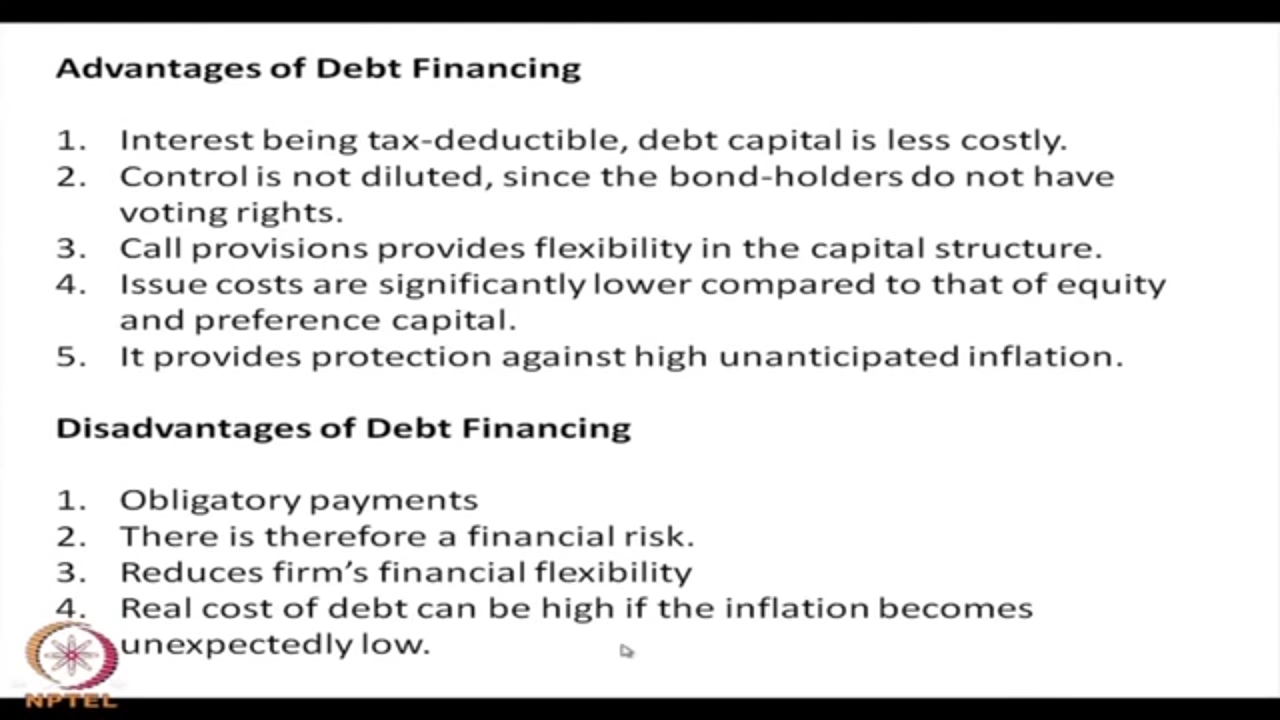 Advantages of Debt Financing
1. Interest being tax-deductible, debt capital is less costly.
2. Control is not diluted, since the bond-holders do not have
voting rights.
3. Call provisions provides flexibility in the capital structure.
4. Issue costs are significantly lower compared to that of equity
and preference capital.
5. It provides protection against high unanticipated inflation.
Disadvantages of Debt Financing
1. Obligatory payments
2. There is therefore a financial risk.
3. Reduces firm’s financial flexibility
4. Real cost of debt can be high if the inflation becomes
unexpectedly low.
NPTEL